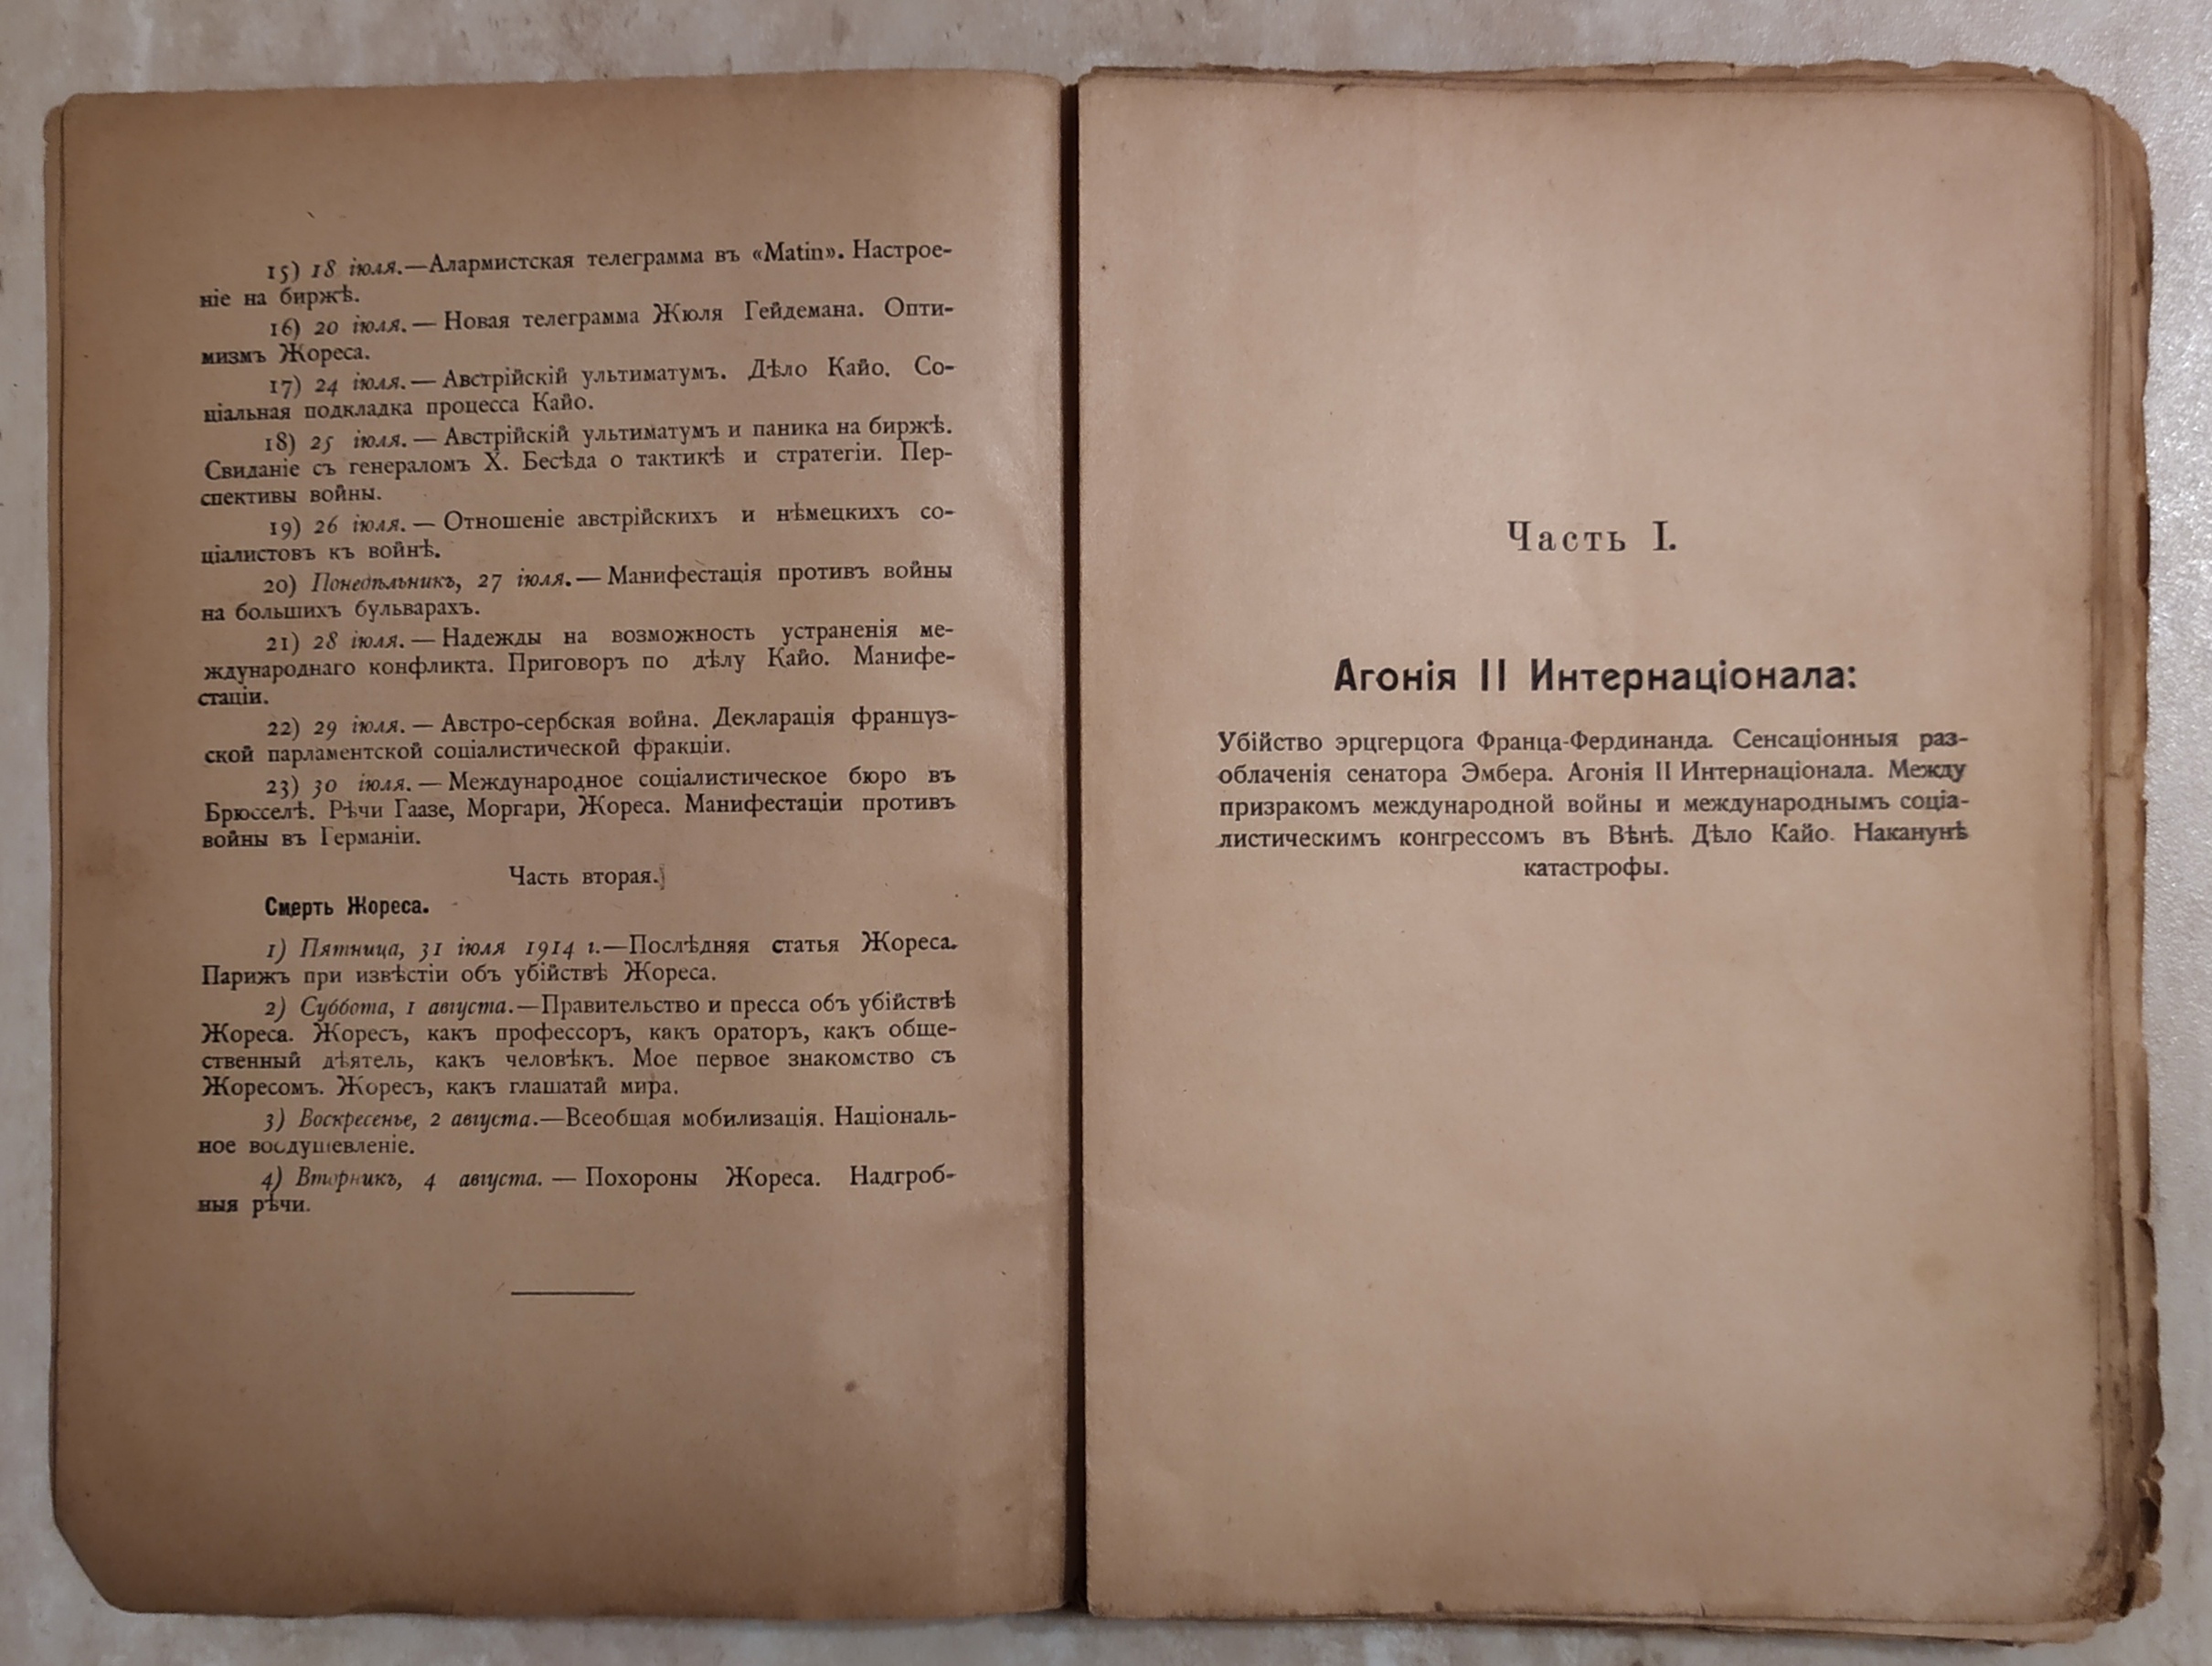 15) 18 іюля.—Алармистская телеграмма въ «Matin». Настрое-
ніе на биржѣ.
16) 20 іюля. — Новая телеграмма Жюля Гейдемана. Опти-
мизмъ Жореса.
17) 24 іюля. — Австрійскій ультиматумъ. Дѣло Кайо. Со-
ціальная подкладка процесса Кайо.
18) 25 іюля. — Австрійскій ультиматумъ и паника на биржѣ.
Свиданіе съ генераломъ X. Бесѣда о тактикѣ и стратегіи. Пер-
спективы войны.
19) 26 іюля. — Отношеніе австрійскихъ и нѣмецкихъ со-
ціалистовъ къ войнѣ.
20) Понедѣльникъ, 27 іюля. — Манифестація противъ войны
на большихъ бульварахъ.
21) 28 іюля. — Надежды на возможность устраненія ме-
ждународнаго конфликта. Приговоръ по дѣлу Кайо. Манифе-
стаціи.
22) 29 іюля. — Австро-сербская война. Декларація француз-
ской парламентской соціалистической фракціи.
23) 30 іюля. — Международное соціалистическое бюро въ
Брюсселѣ. Рѣчи Гаазе, Моргари, Жореса. Манифестаціи противъ
войны въ Германіи.
Часть вторая.
Смерть Жореса.
1) Пятница, 31 іюля 1914 г.—Послѣдняя статья Жореса.
Парижъ при извѣстіи объ убійствѣ Жореса.
2) Суббота, 1 августа.—Правительство и пресса объ убійствѣ
Жореса. Жоресъ, какъ профессоръ, какъ ораторъ, какъ обще-
ственный дѣятель, какъ человѣкъ. Мое первое знакомство съ
Жоресомъ. Жоресъ, какъ глашатай мира.
3) Воскресенье, 2 августа.—Всеобщая мобилизація. Національ-
ное воодушевленіе.
4) Вторникъ, 4 августа. — Похороны Жореса. Надгроб-
ныя рѣчи.
Часть I.
Агонія II Интернаціонала:
Убійство эрцгерцога Франца-Фердинанда. Сенсаціонныя раз-
облаченія сенатора Эмбера. Агонія II Интернаціонала. Между
призракомъ международной войны и международнымъ соціа-
листическимъ конгрессомъ въ Вѣнѣ. Дѣло Кайо. Наканунѣ
катастрофы.